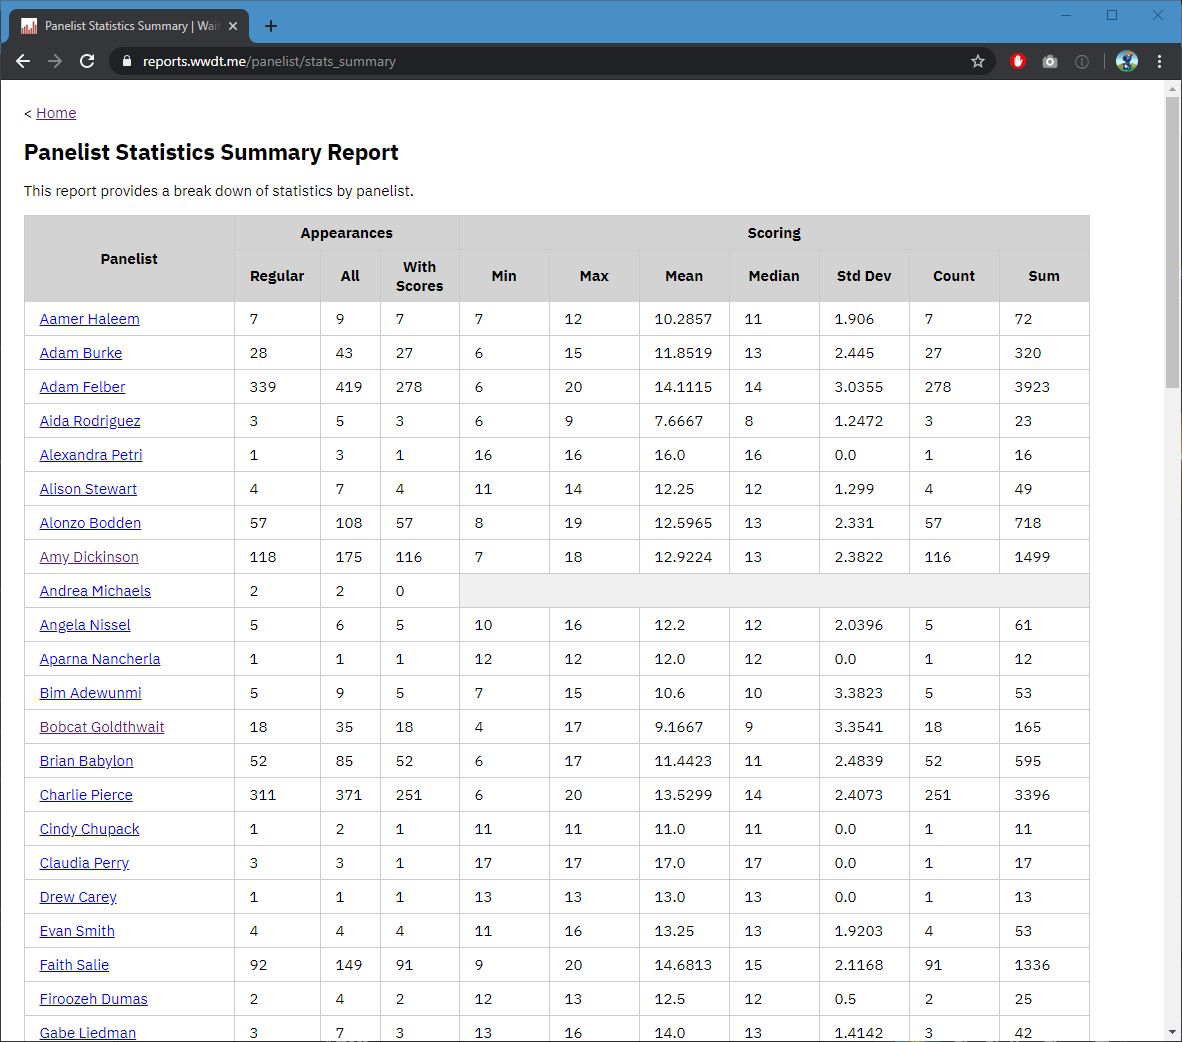 Panelist Statistics Summary | Wait
reports.wwdt.me/panelist/stats_summary
< Home
Panelist Statistics Summary Report
This report provides a break down of statistics by panelist.
Panelist Appearances Scoring
Regular All With Scores Min Max Mean Median Std Dev Count Sum
Aamer Haleem 7 9 7 7 12 10.2857 11 1.906 7 72
Adam Burke 28 43 27 6 15 11.8519 13 2.445 27 320
Adam Felber 339 419 278 6 20 14.1115 14 3.0355 278 3923
Aida Rodriguez 3 5 3 6 9 7.6667 8 1.2472 3 23
Alexandra Petri 1 3 1 16 16 16.0 16 0.0 1 16
Alison Stewart 4 7 4 11 14 12.25 12 1.299 4 49
Alonzo Bodden 57 108 57 8 19 12.5965 13 2.331 57 718
Amy Dickinson 118 175 116 7 18 12.9224 13 2.3822 116 1499
Andrea Michaels 2 2 0
Angela Nissel 5 6 5 10 16 12.2 12 2.0396 5 61
Aparna Nancherla 1 1 1 12 12 12.0 12 0.0 1 12
Bim Adewunmi 5 9 5 7 15 10.6 10 3.3823 5 53
Bobcat Goldthwait 18 35 18 4 17 9.1667 9 3.3541 18 165
Brian Babylon 52 85 52 6 17 11.4423 11 2.4839 52 595
Charlie Pierce 311 371 251 6 20 13.5299 14 2.4073 251 3396
Cindy Chupack 1 2 1 11 11 11.0 11 0.0 1 11
Claudia Perry 3 3 1 17 17 17.0 17 0.0 1 17
Drew Carey 1 1 1 13 13 13.0 13 0.0 1 13
Evan Smith 4 4 4 11 16 13.25 13 1.9203 4 53
Faith Salie 92 149 91 9 20 14.6813 15 2.1168 91 1336
Firoozeh Dumas 2 4 2 12 13 12.5 12 0.5 2 25
Gabe Liedman 3 7 3 13 16 14.0 13 1.4142 3 42